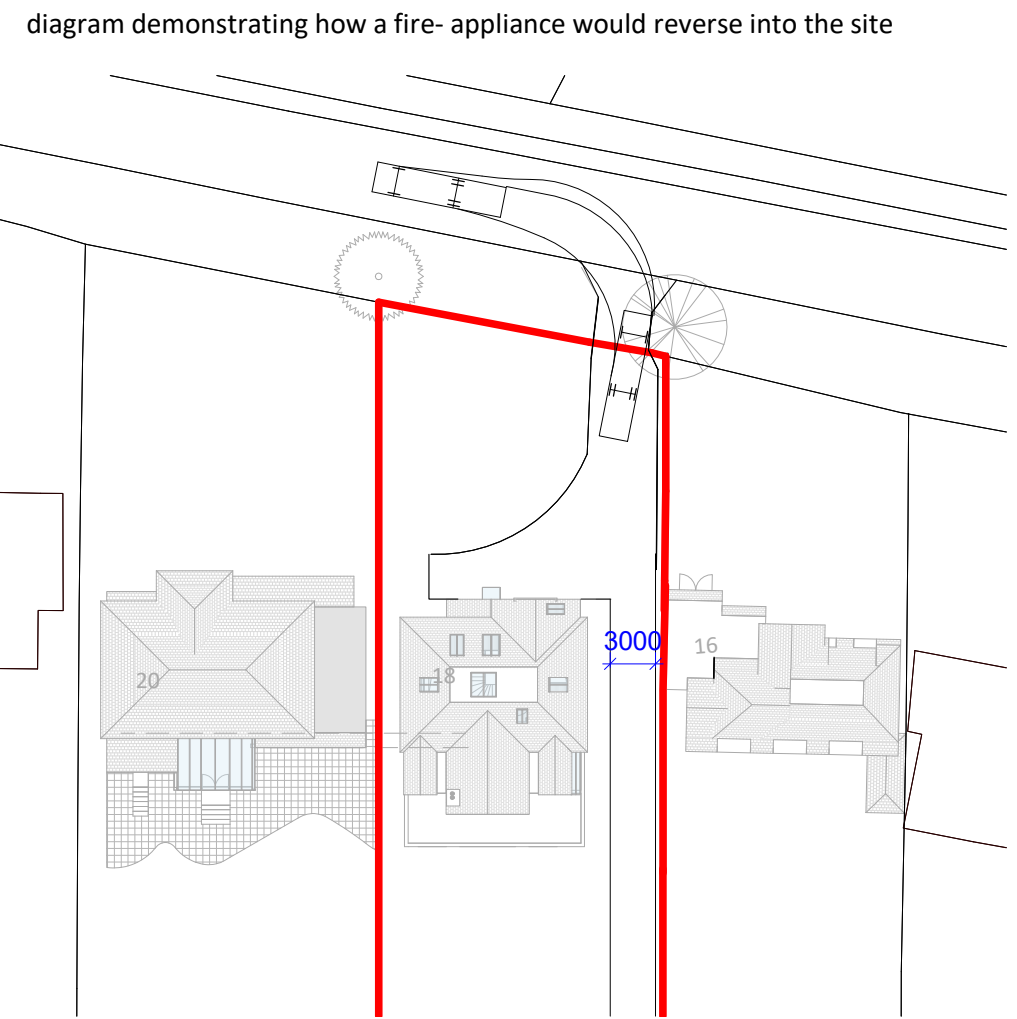 diagram demonstrating how a fire- appliance would reverse into the site
3000
16
18
20